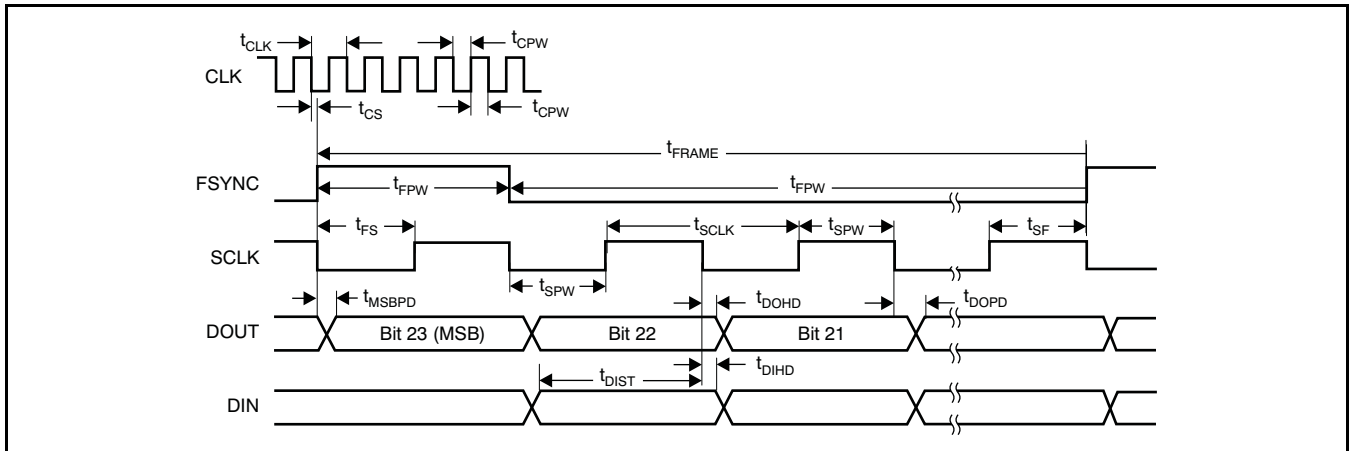 tCLK
tCPW
CLK
tCS
tCPW
tFRAME
FSYNC
tFPW
tFPW
tFS
tSCLK
tSPW
tSF
SCLK
tSPW
tMSBPD
tDOHD
tDOPD
DOUT
Bit 23 (MSB)
Bit 22
Bit 21
tDIST
tDIHD
DIN